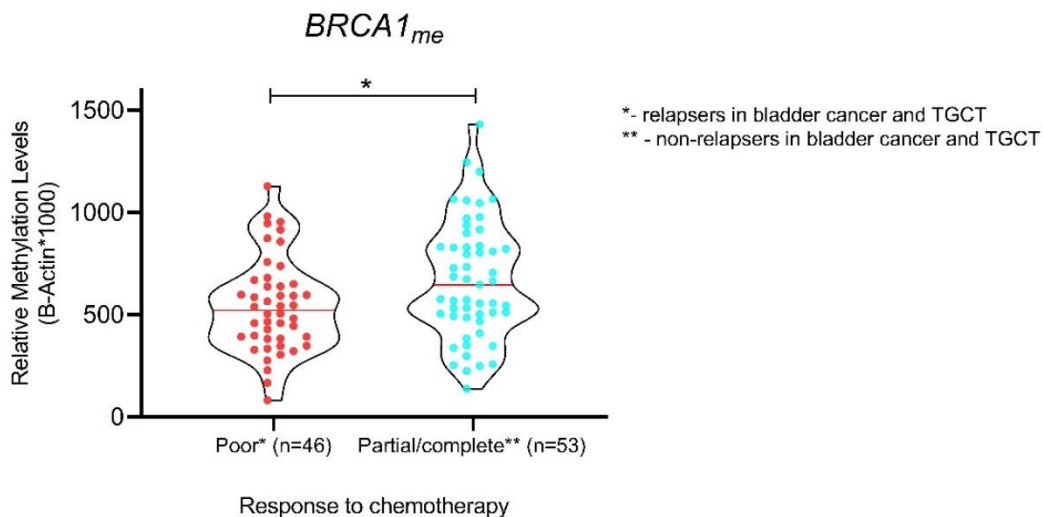 BRCA1me
*
*- relapsers in bladder cancer and TGCT
** - non-relapsers in bladder cancer and TGCT
Relative Methylation Levels
(B-Actin*1000)
1500
1000
500
0
Poor* (n=46)
Partial/complete** (n=53)
Response to chemotherapy